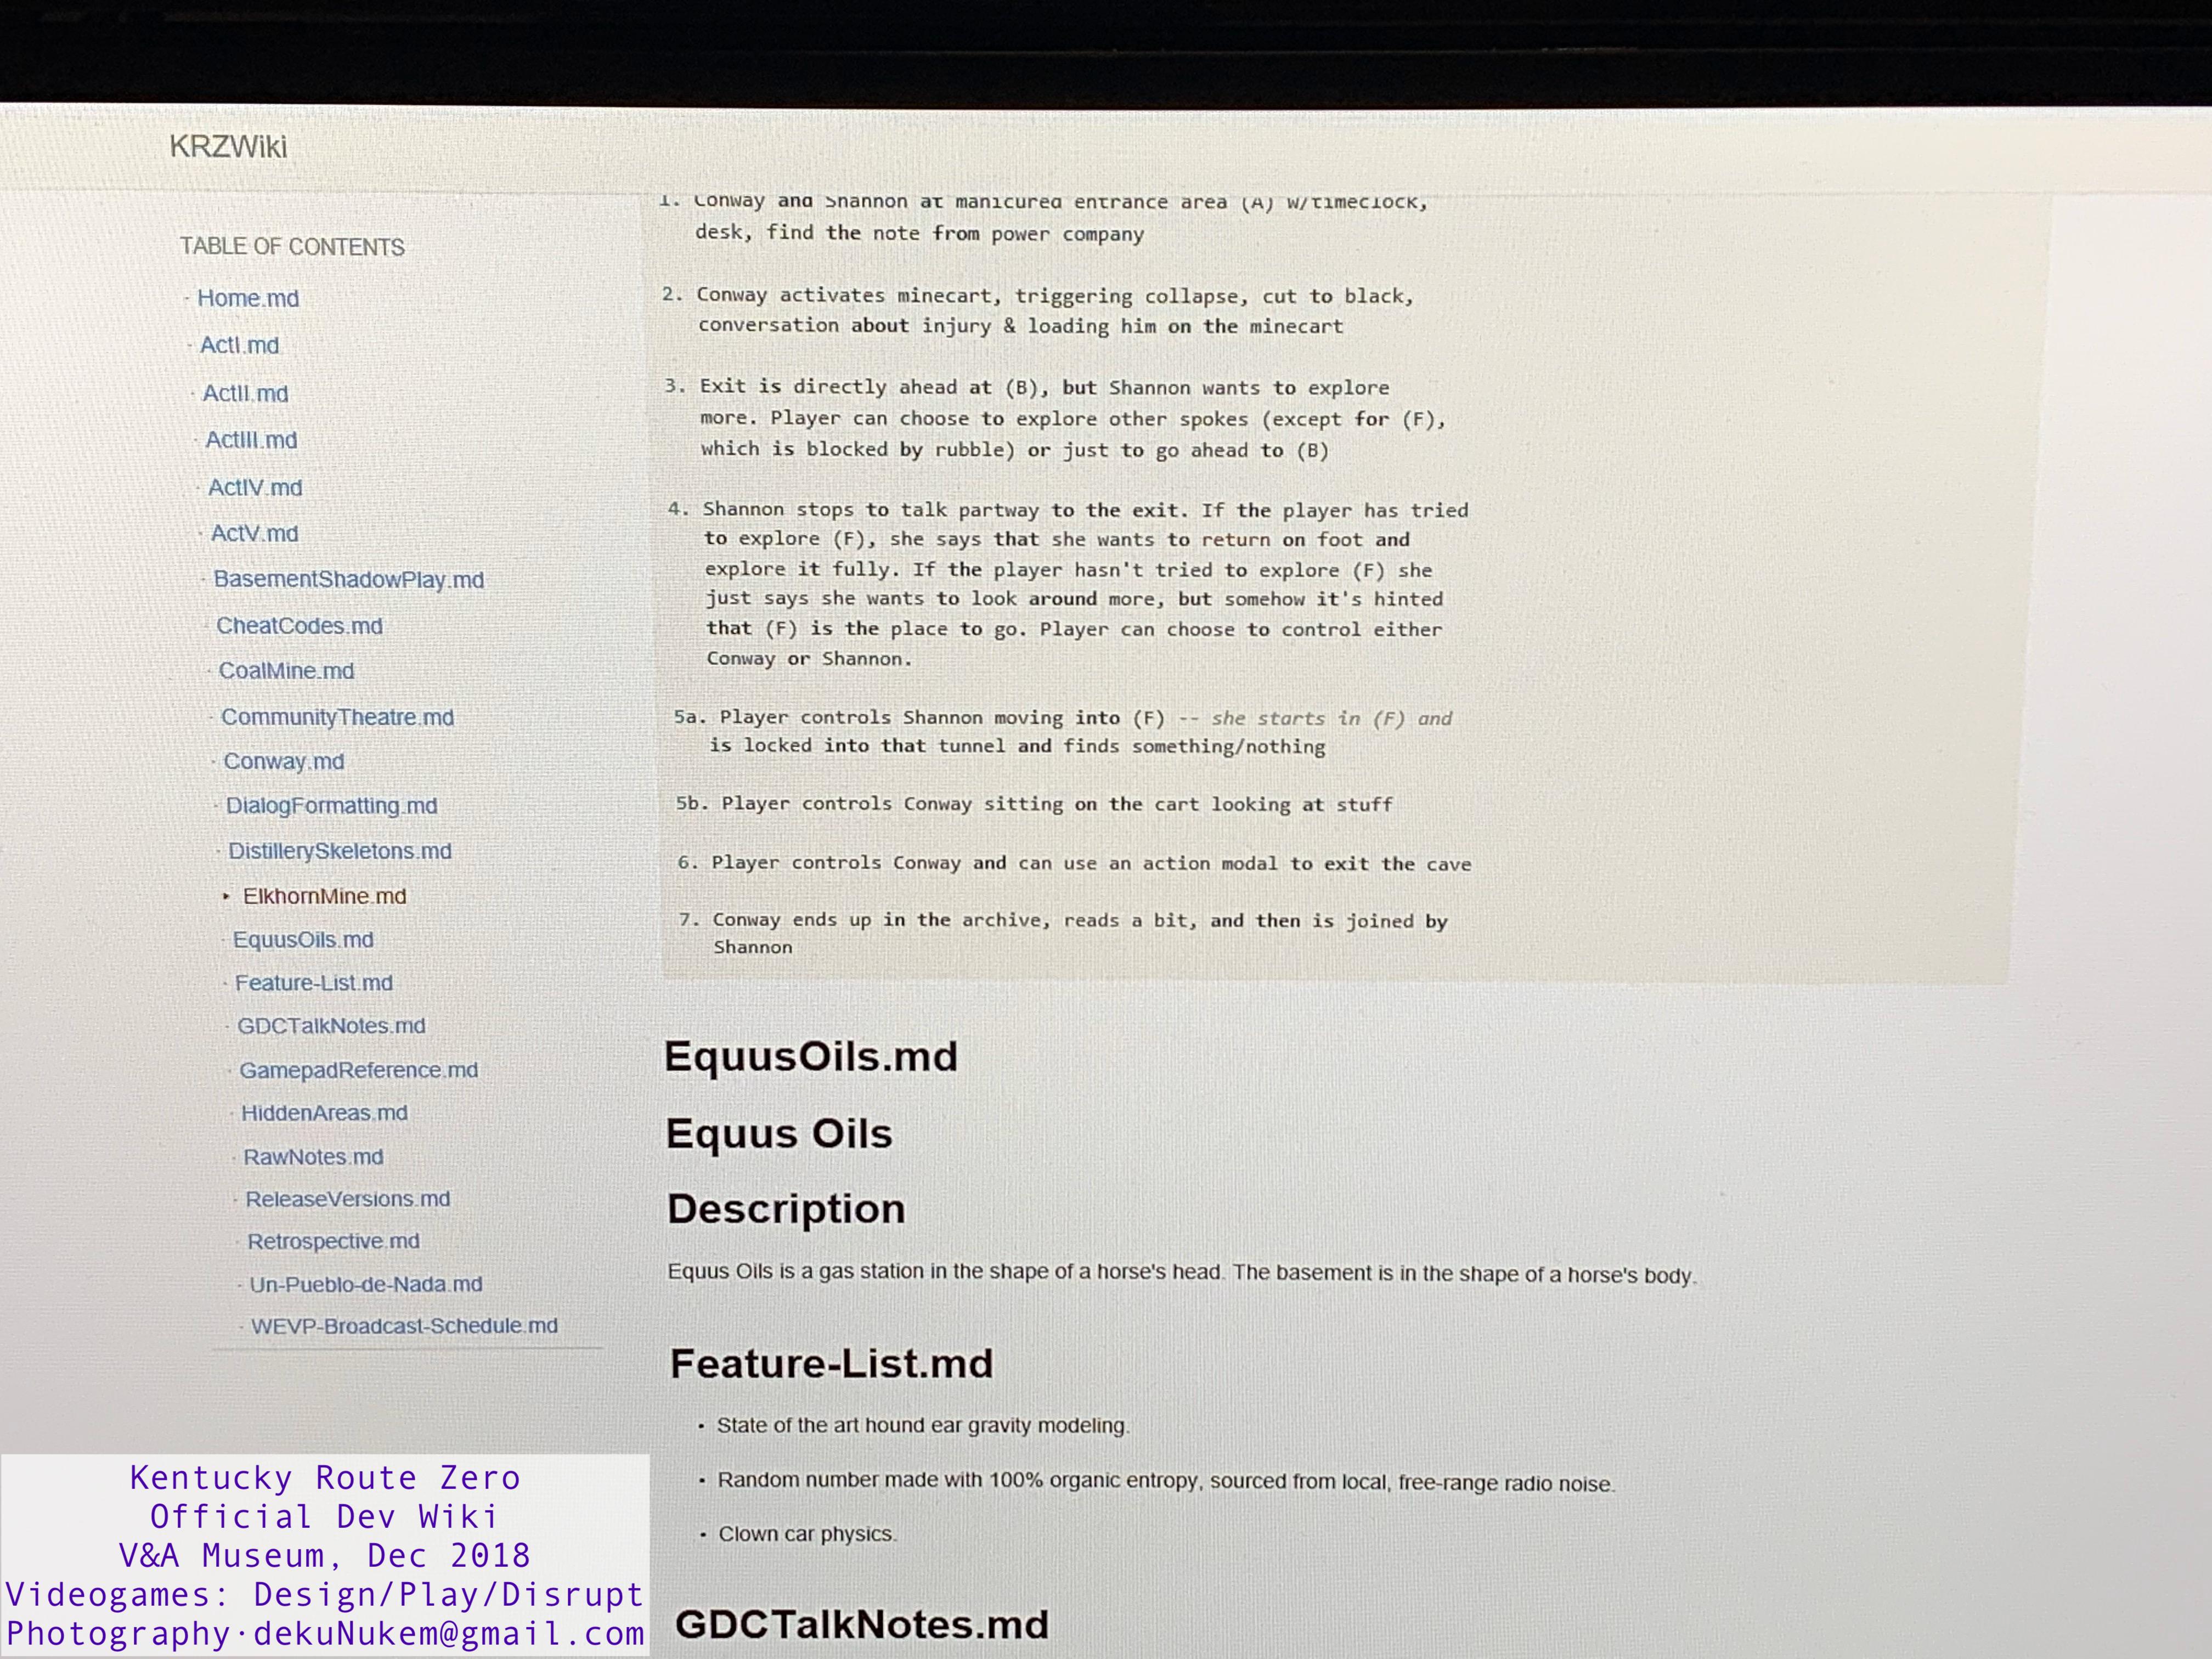 KRZWiki
TABLE OF CONTENTS
· Home.md
· ActI.md
· ActII.md
· ActIII.md
· ActIV.md
· ActV.md
· BasementShadowPlay.md
· CheatCodes.md
· CoalMine.md
· CommunityTheatre.md
· Conway.md
· DialogFormatting.md
· DistillerySkeletons.md
‣ ElkhornMine.md
· EquusOils.md
· Feature-List.md
· GDCTalkNotes.md
· GamepadReference.md
· HiddenAreas.md
· RawNotes.md
· ReleaseVersions.md
· Retrospective.md
· Un-Pueblo-de-Nada.md
· WEVP-Broadcast-Schedule.md
1. Conway and Shannon at manicured entrance area (A) w/timeclock,
desk, find the note from power company
2. Conway activates minecart, triggering collapse, cut to black,
conversation about injury & loading him on the minecart
3. Exit is directly ahead at (B), but Shannon wants to explore
more. Player can choose to explore other spokes (except for (F),
which is blocked by rubble) or just to go ahead to (B)
4. Shannon stops to talk partway to the exit. If the player has tried
to explore (F), she says that she wants to return on foot and
explore it fully. If the player hasn't tried to explore (F) she
just says she wants to look around more, but somehow it's hinted
that (F) is the place to go. Player can choose to control either
Conway or Shannon.
5a. Player controls Shannon moving into (F) -- she starts in (F) and
is locked into that tunnel and finds something/nothing
5b. Player controls Conway sitting on the cart looking at stuff
6. Player controls Conway and can use an action modal to exit the cave
7. Conway ends up in the archive, reads a bit, and then is joined by
Shannon
EquusOils.md
Equus Oils
Description
Equus Oils is a gas station in the shape of a horse's head. The basement is in the shape of a horse's body.
Feature-List.md
• State of the art hound ear gravity modeling.
• Random number made with 100% organic entropy, sourced from local, free-range radio noise.
• Clown car physics.
GDCTalkNotes.md
Kentucky Route Zero
Official Dev Wiki
V&A Museum, Dec 2018
Videogames: Design/Play/Disrupt
Photography·dekuNukem@gmail.com